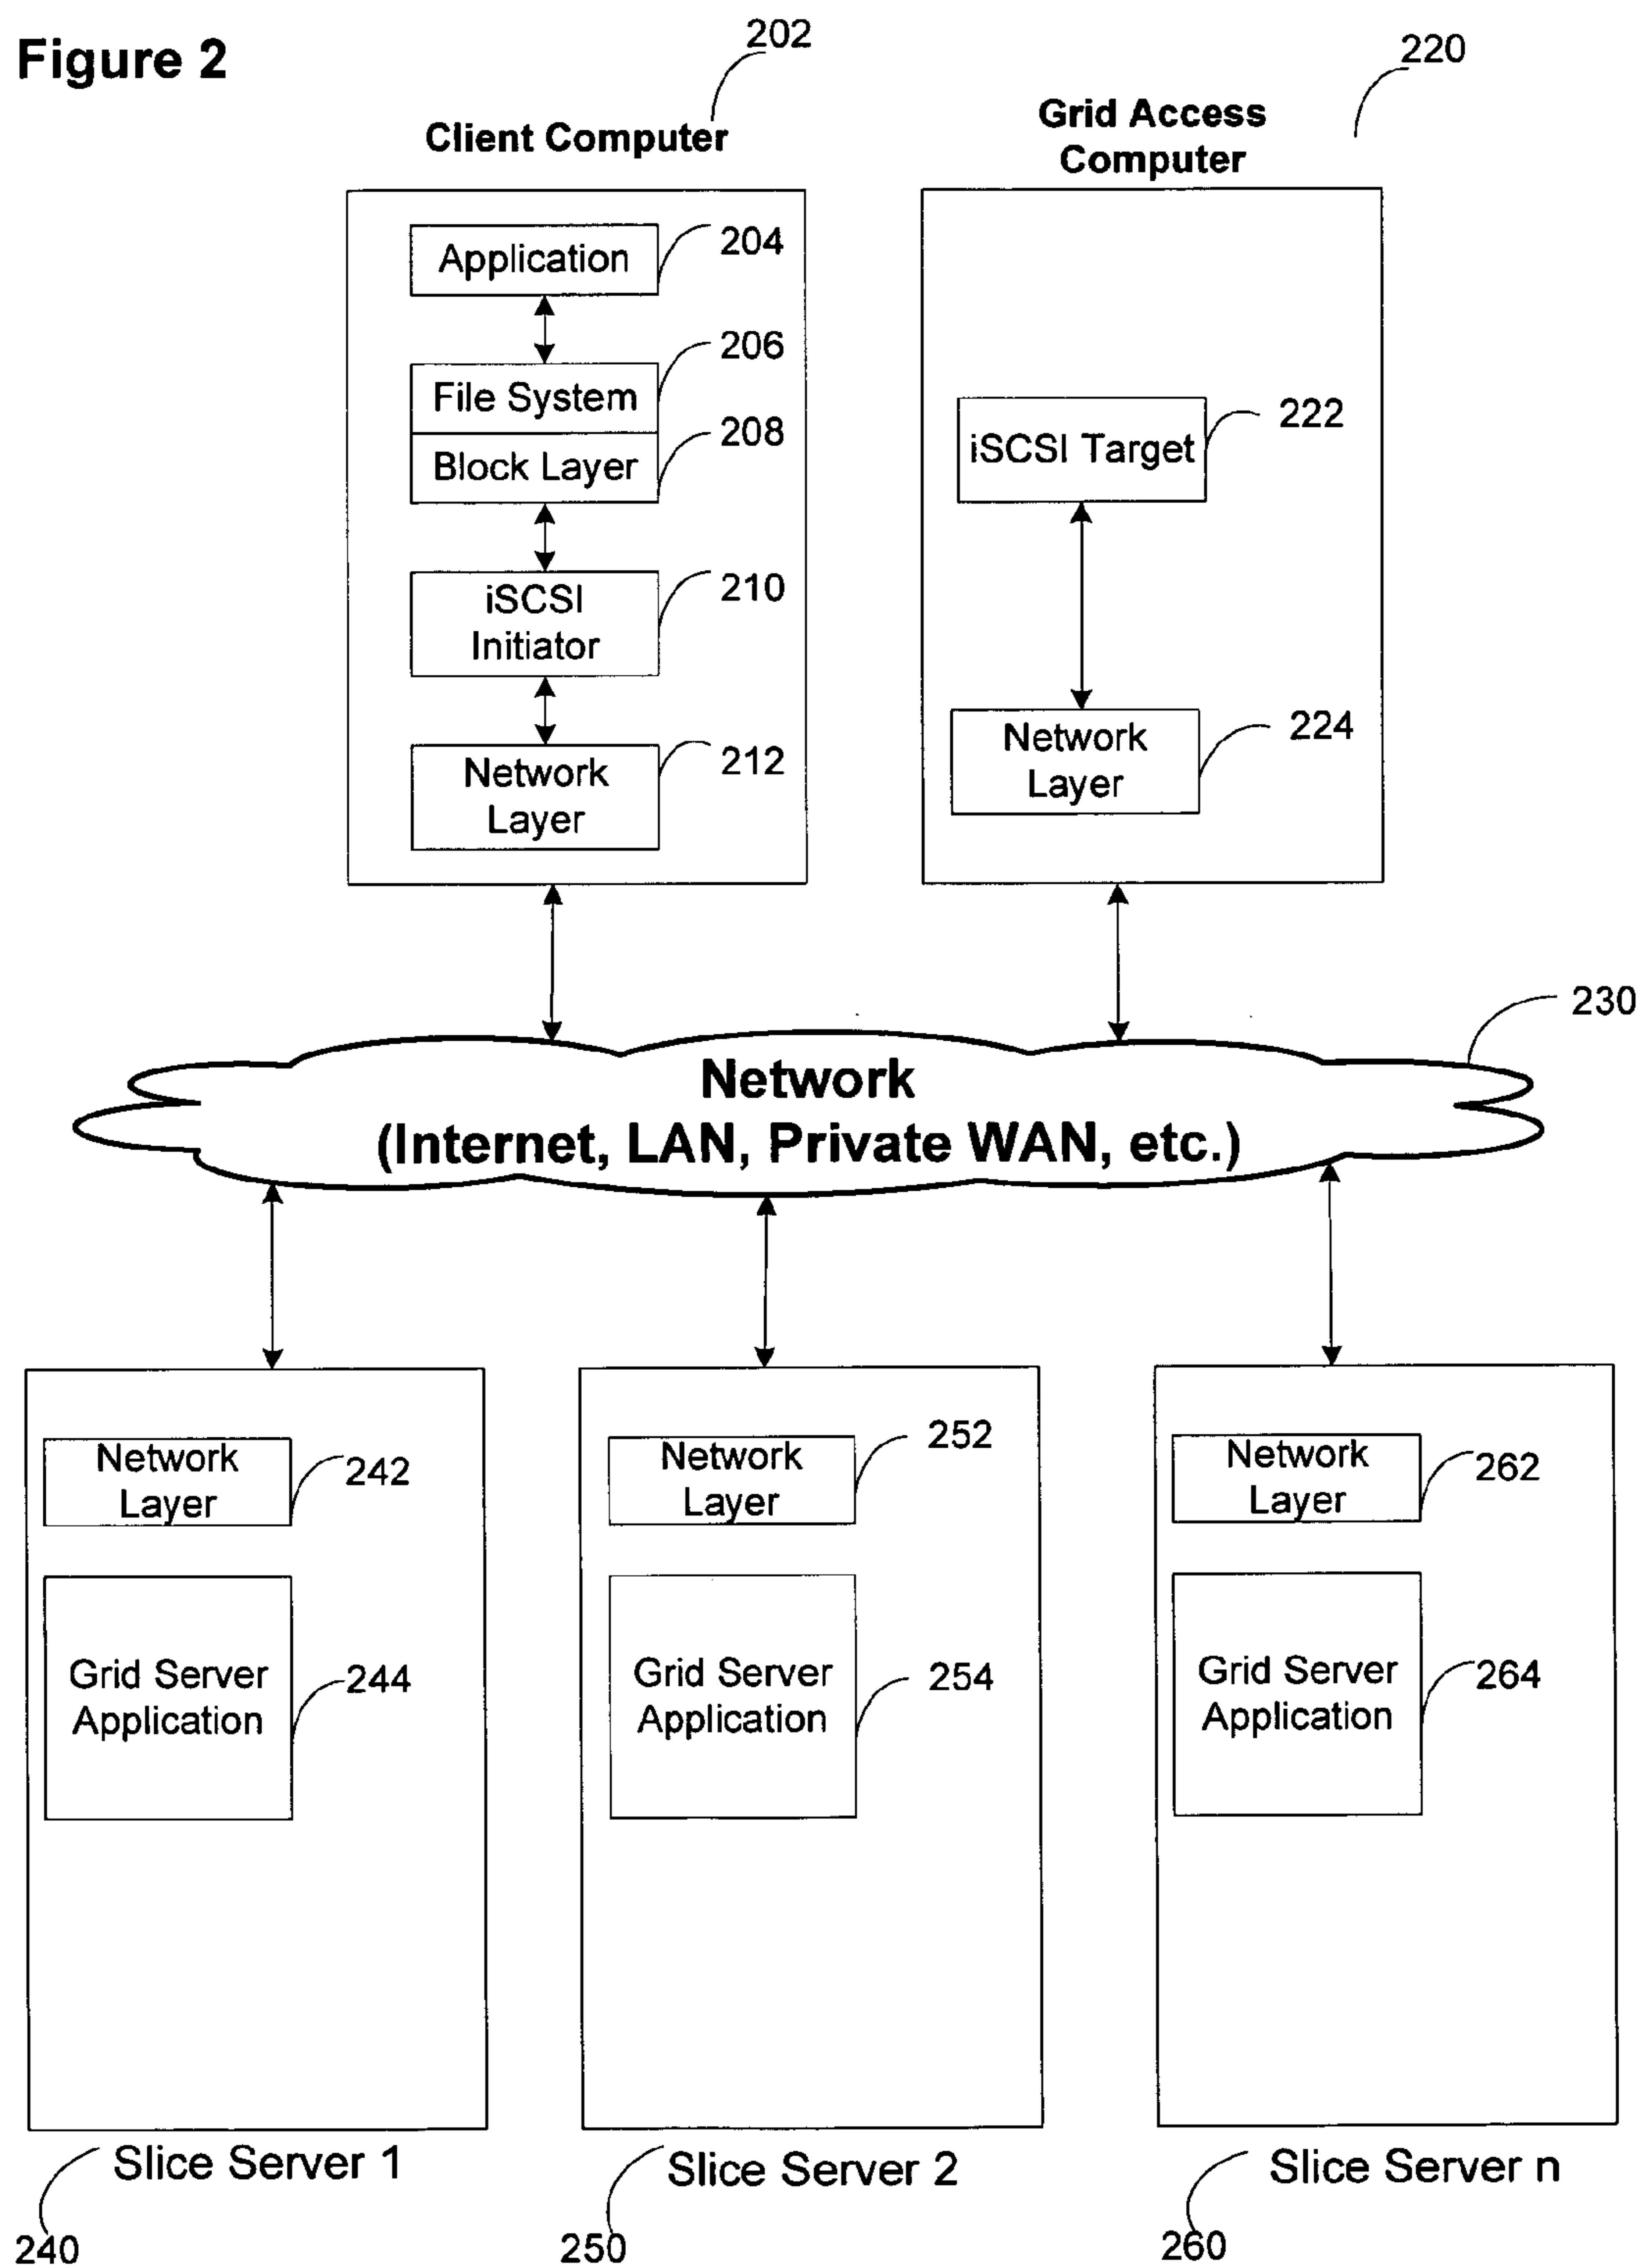 Figure 2
202
220
Client Computer
Grid Access
Computer
Application
204
File System
206
Block Layer
208
iSCSI
Initiator
210
Network
Layer
212
iSCSI Target
222
Network
Layer
224
230
Network
(Internet, LAN, Private WAN, etc.)
Network
Layer
242
Grid Server
Application
244
Network
Layer
252
Grid Server
Application
254
Network
Layer
262
Grid Server
Application
264
Slice Server 1
240
Slice Server 2
250
Slice Server n
260